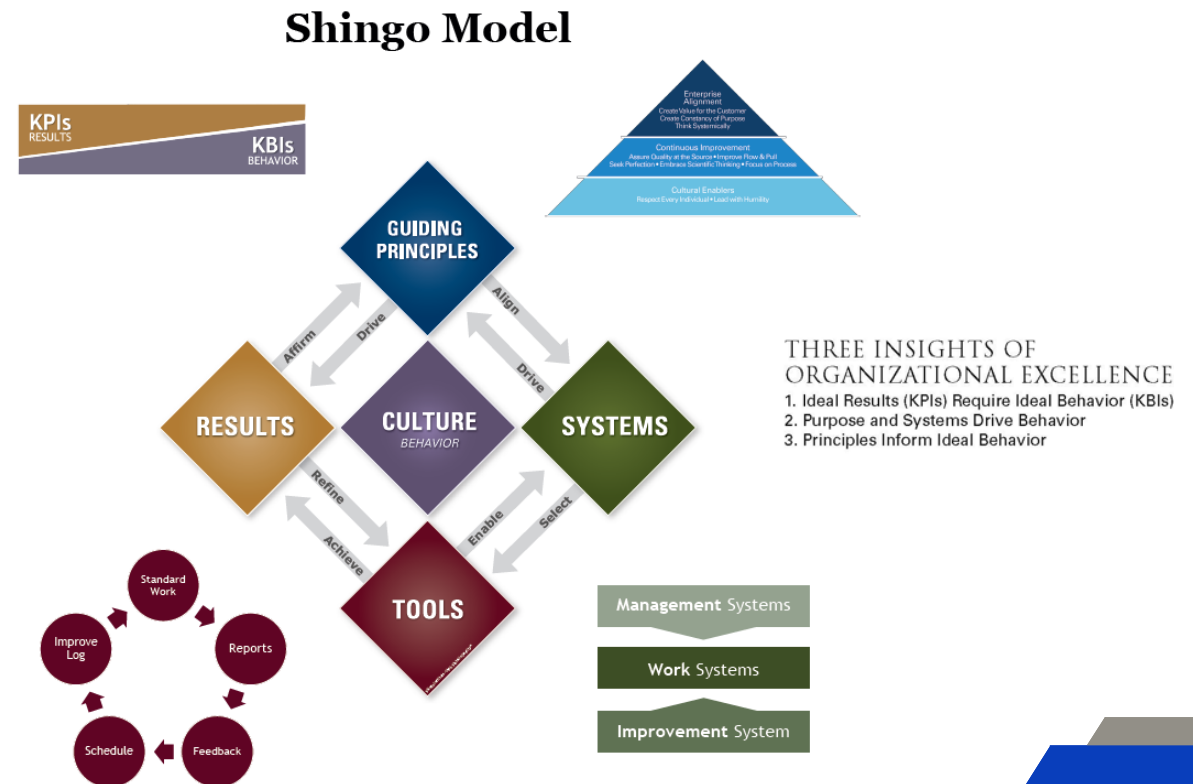 Shingo Model
KPIs
RESULTS
KBIs
BEHAVIOR
Enterprise
Alignment
Create Value for the Customer
Create Constancy of Purpose
Think Systemically
Continuous Improvement
Assure Quality at the Source • Improve Flow & Pull
Seek Perfection • Embrace Scientific Thinking • Focus on Process
Cultural Enablers
Respect Every Individual • Lead with Humility
GUIDING
PRINCIPLES
Affirm
Drive
Align
Drive
RESULTS
CULTURE
BEHAVIOR
SYSTEMS
Refine
Achieve
Enable
Select
TOOLS
THREE INSIGHTS OF
ORGANIZATIONAL EXCELLENCE
1. Ideal Results (KPIs) Require Ideal Behavior (KBIs)
2. Purpose and Systems Drive Behavior
3. Principles Inform Ideal Behavior
Standard
Work
Reports
Feedback
Schedule
Improve
Log
Management Systems
Work Systems
Improvement System